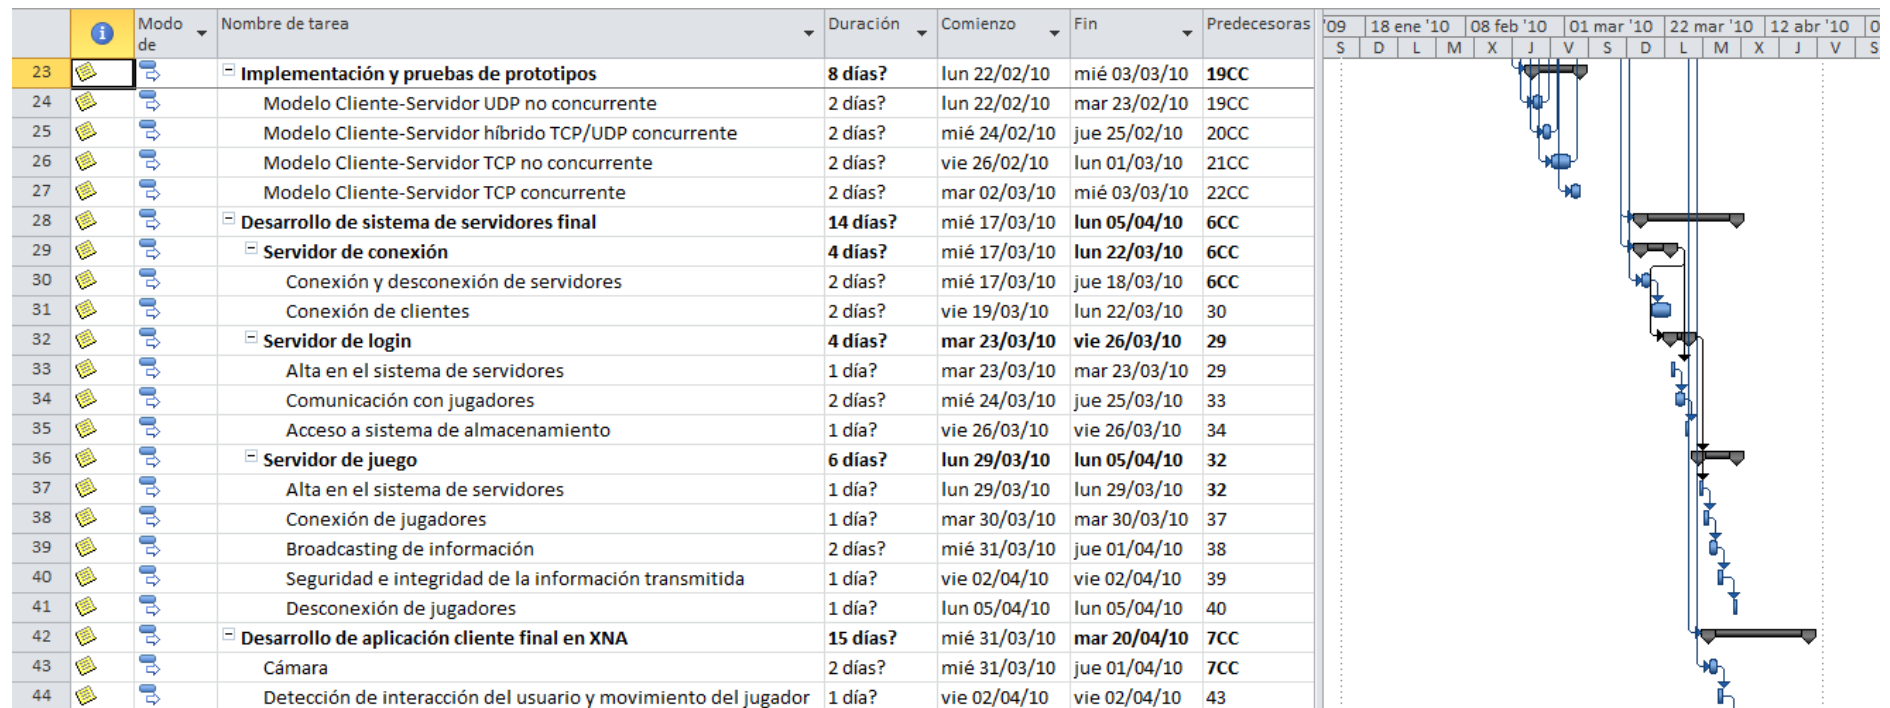 Modo de Nombre de tarea Duración Comienzo Fin Predecesoras '09 18 ene '10 08 feb '10 01 mar '10 22 mar '10 12 abr '10 0
S D L M X J V S D L M X J V S
23 Implementación y pruebas de prototipos 8 días? lun 22/02/10 mié 03/03/10 19CC
24 Modelo Cliente-Servidor UDP no concurrente 2 días? lun 22/02/10 mar 23/02/10 19CC
25 Modelo Cliente-Servidor híbrido TCP/UDP concurrente 2 días? mié 24/02/10 jue 25/02/10 20CC
26 Modelo Cliente-Servidor TCP no concurrente 2 días? vie 26/02/10 lun 01/03/10 21CC
27 Modelo Cliente-Servidor TCP concurrente 2 días? mar 02/03/10 mié 03/03/10 22CC
28 Desarrollo de sistema de servidores final 14 días? mié 17/03/10 lun 05/04/10 6CC
29 Servidor de conexión 4 días? mié 17/03/10 lun 22/03/10 6CC
30 Conexión y desconexión de servidores 2 días? mié 17/03/10 jue 18/03/10 6CC
31 Conexión de clientes 2 días? vie 19/03/10 lun 22/03/10 30
32 Servidor de login 4 días? mar 23/03/10 vie 26/03/10 29
33 Alta en el sistema de servidores 1 día? mar 23/03/10 mar 23/03/10 29
34 Comunicación con jugadores 2 días? mié 24/03/10 jue 25/03/10 33
35 Acceso a sistema de almacenamiento 1 día? vie 26/03/10 vie 26/03/10 34
36 Servidor de juego 6 días? lun 29/03/10 lun 05/04/10 32
37 Alta en el sistema de servidores 1 día? lun 29/03/10 lun 29/03/10 32
38 Conexión de jugadores 1 día? mar 30/03/10 mar 30/03/10 37
39 Broadcasting de información 2 días? mié 31/03/10 jue 01/04/10 38
40 Seguridad e integridad de la información transmitida 1 día? vie 02/04/10 vie 02/04/10 39
41 Desconexión de jugadores 1 día? lun 05/04/10 lun 05/04/10 40
42 Desarrollo de aplicación cliente final en XNA 15 días? mié 31/03/10 mar 20/04/10 7CC
43 Cámara 2 días? mié 31/03/10 jue 01/04/10 7CC
44 Detección de interacción del usuario y movimiento del jugador 1 día? vie 02/04/10 vie 02/04/10 43